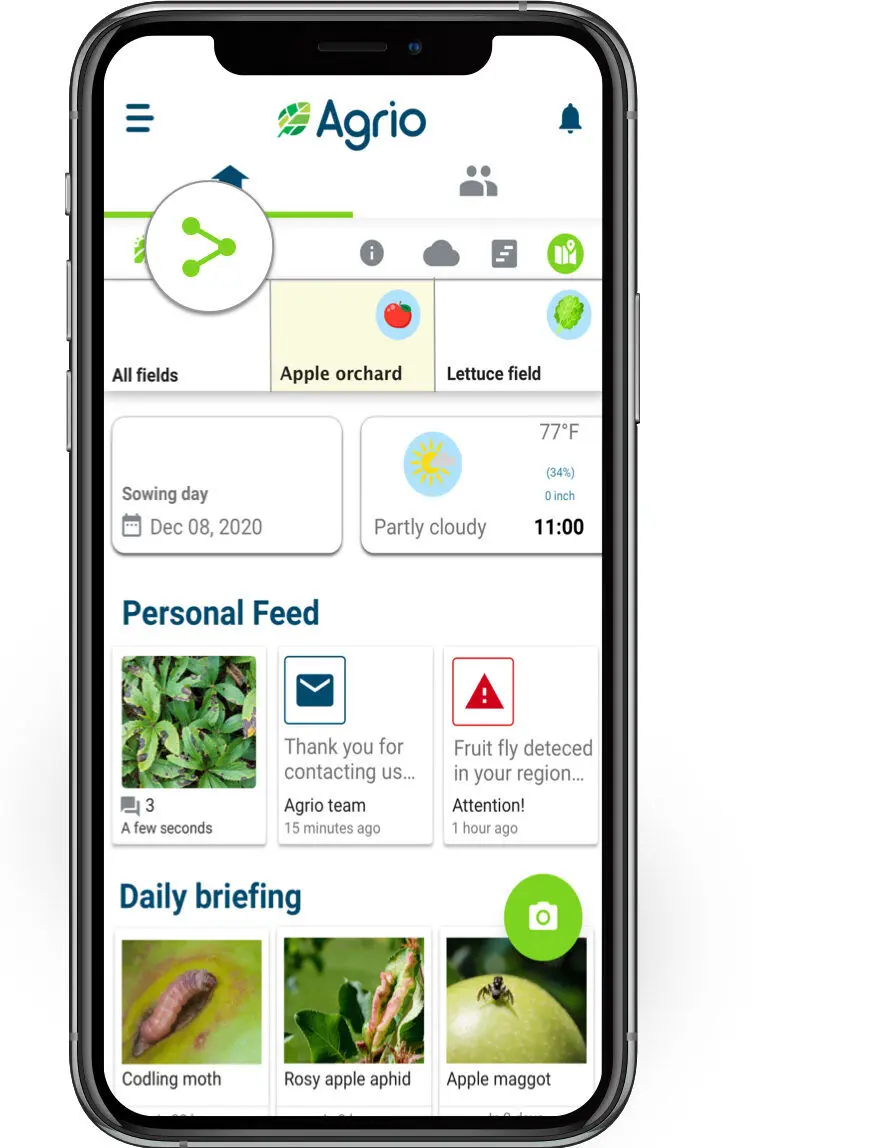 Agrio
All fields
Apple orchard
Lettuce field
77°F
(34%)
0 inch
Sowing day
Dec 08, 2020
Partly cloudy
11:00
Personal Feed
Thank you for
contacting us...
Fruit fly deteced
in your region...
3
Agrio team
Attention!
A few seconds
15 minutes ago
1 hour ago
Daily briefing
Codling moth
Rosy apple aphid
Apple maggot